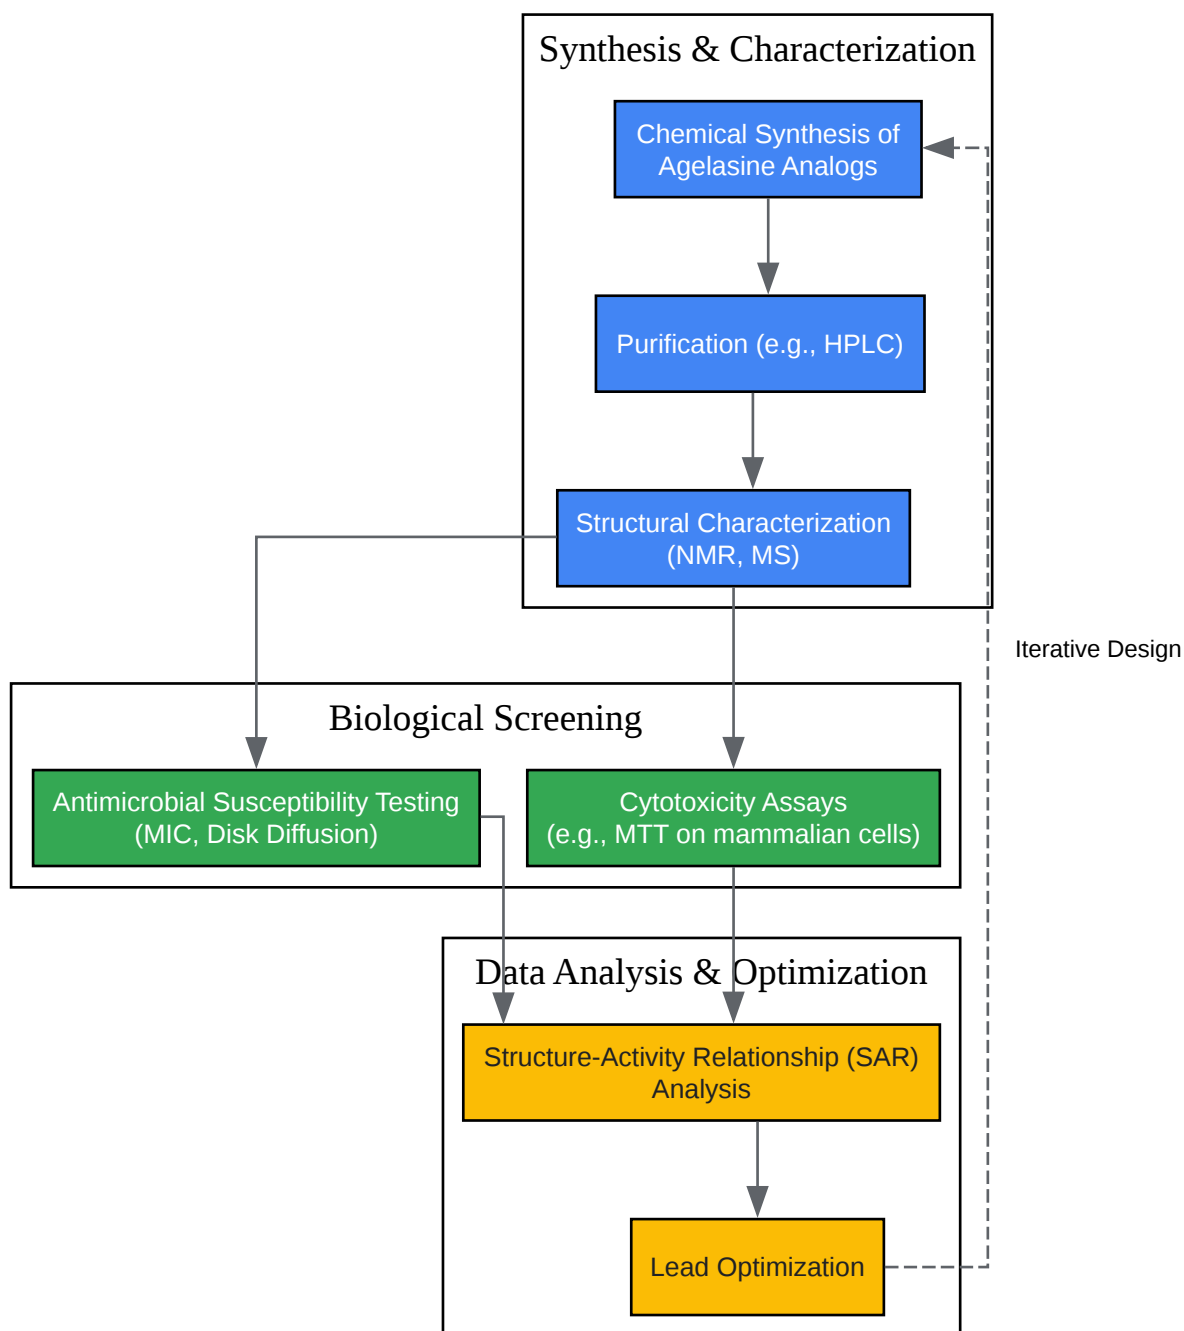 Synthesis & Characterization
Chemical Synthesis of
Agelasine Analogs
Purification (e.g., HPLC)
Structural Characterization
(NMR, MS)
Iterative Design
Biological Screening
Antimicrobial Susceptibility Testing
(MIC, Disk Diffusion)
Cytotoxicity Assays
(e.g., MTT on mammalian cells)
Data Analysis & Optimization
Structure-Activity Relationship (SAR)
Analysis
Lead Optimization